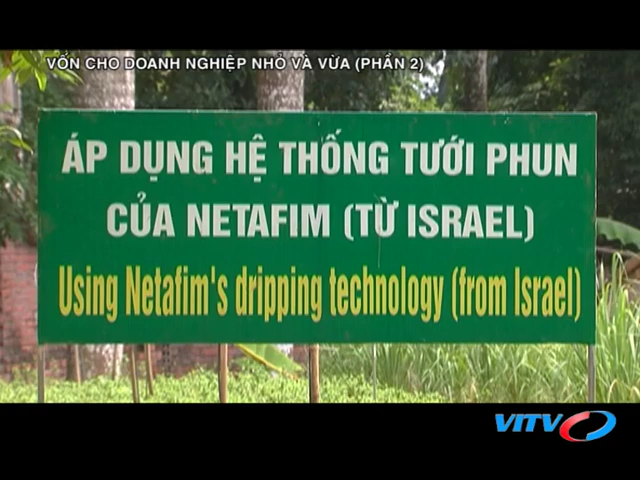 VỐN CHO DOANH NGHIỆP NHỎ VÀ VỪA (PHẦN 2)
ÁP DỤNG HỆ THỐNG TƯỚI PHUN
CỦA NETAFIM (TỪ ISRAEL)
Using Netafim's dripping technology (from Israel)
VITV